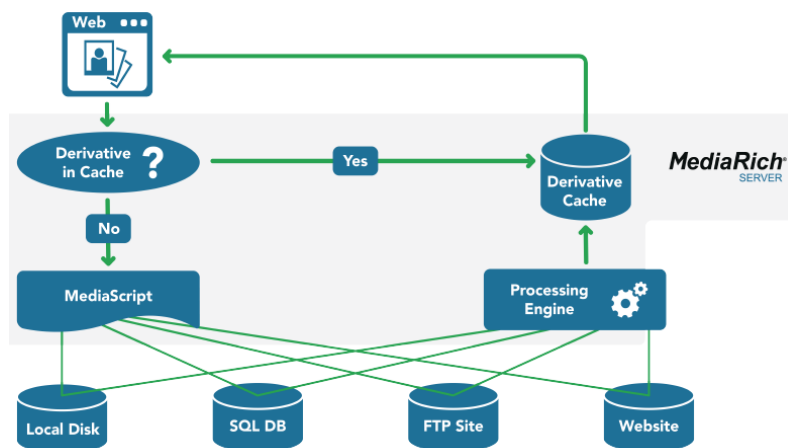 Web
Derivative
in Cache
?
Yes
Derivative
Cache
MediaRich®
SERVER
No
MediaScript
Processing
Engine
Local Disk
SQL DB
FTP Site
Website